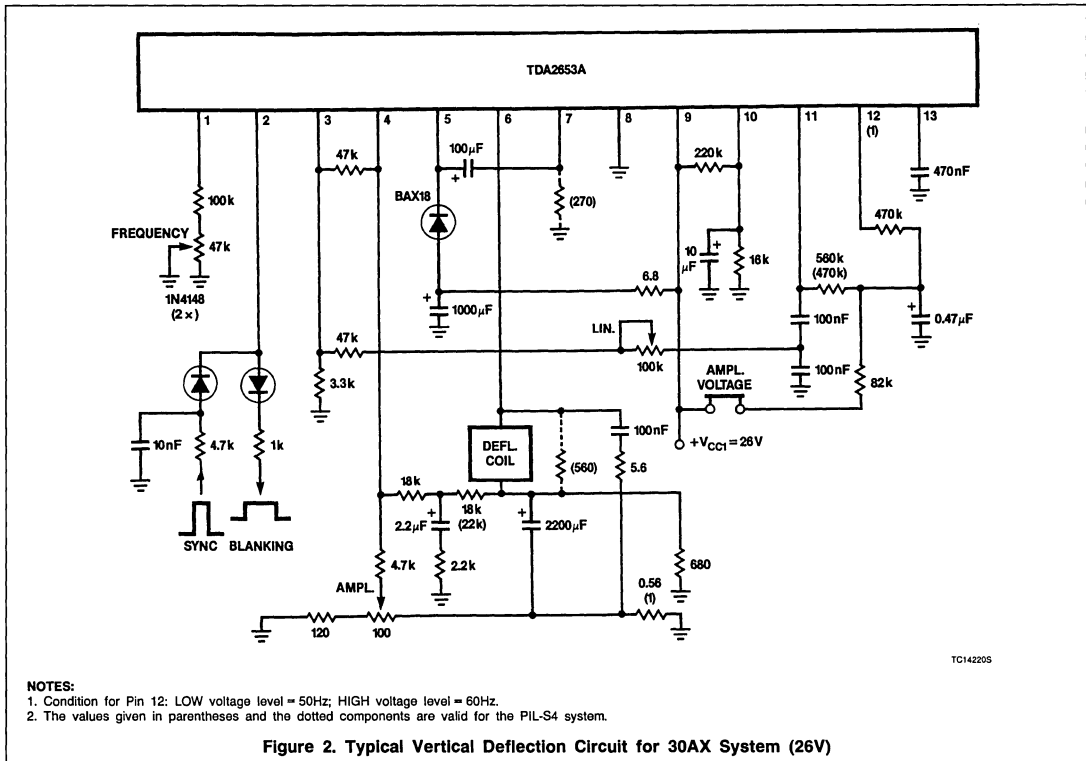 TDA2653A
1 2 3 4 5 6 7 8 9 10 11 12 13
(1)
100µF
47k
220k
+
470nF
BAX18
(270)
100k
470k
FREQUENCY
47k
10
µF
+
16k
560k
(470k)
6.8
1N4148
(2 ×)
+
1000µF
100nF
+
0.47µF
LIN.
47k
100k
AMPL.
VOLTAGE
100nF
82k
3.3k
100nF
+VCC1 = 26V
10nF
4.7k
1k
DEFL.
COIL
(560)
5.6
18k
18k
(22k)
+
2.2µF
+
2200µF
SYNC BLANKING
4.7k
2.2k
680
AMPL.
0.56
(1)
120
100
TC14220S
NOTES:
1. Condition for Pin 12: LOW voltage level = 50Hz; HIGH voltage level = 60Hz.
2. The values given in parentheses and the dotted components are valid for the PIL-S4 system.
Figure 2. Typical Vertical Deflection Circuit for 30AX System (26V)